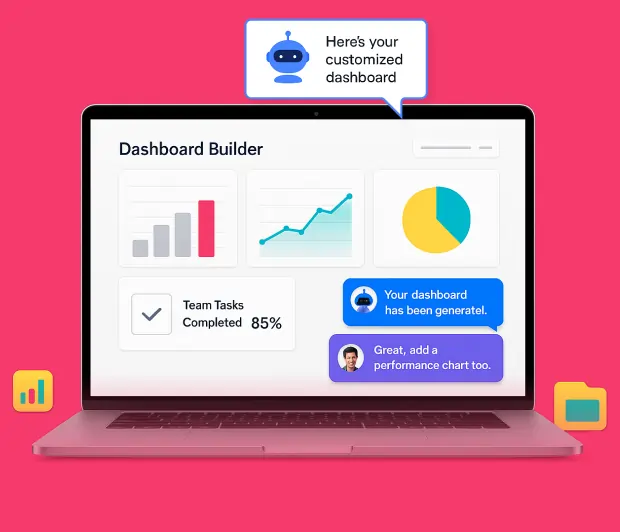 Here's your
customized
dashboard
Dashboard Builder
Team Tasks
Completed 85%
Your dashboard
has been generatel.
Great, add a
performance chart too.